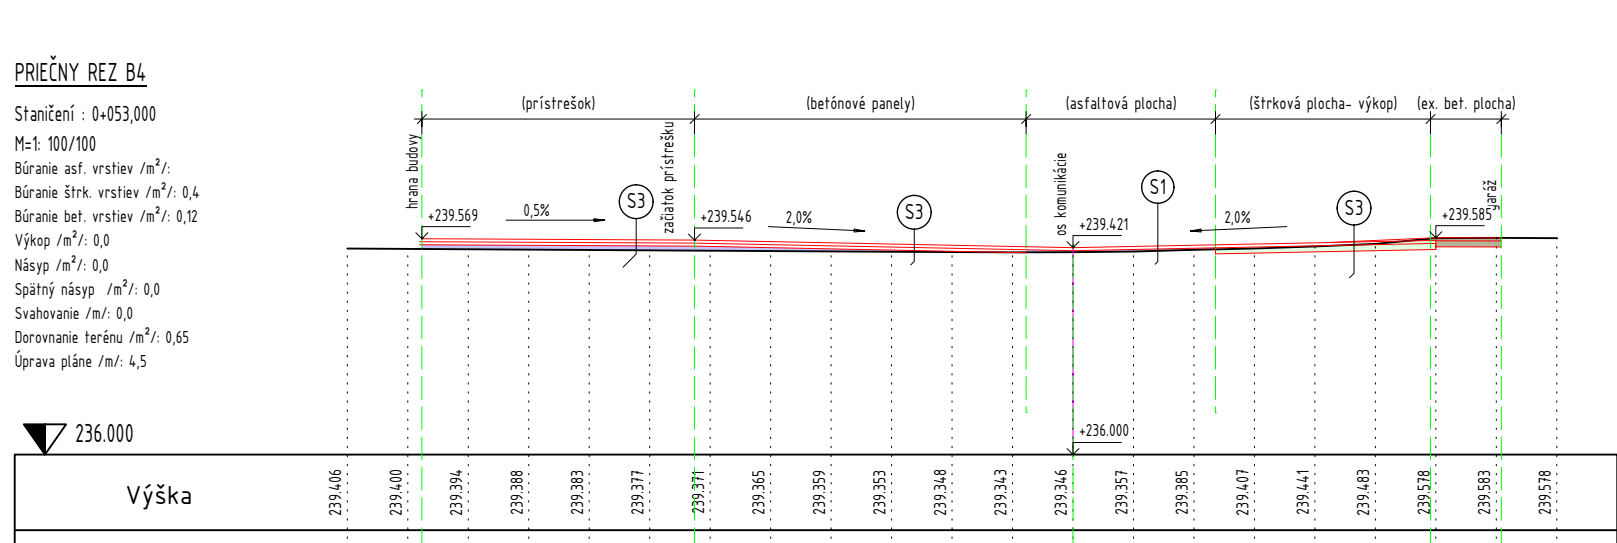 PRIEČNY REZ B4
Staničení : 0+053,000
M=1: 100/100
Búranie asf. vrstiev /m²/:
Búranie štrk. vrstiev /m²/: 0,4
Búranie bet. vrstiev /m²/: 0,12
Výkop /m²/: 0,0
Násyp /m²/: 0,0
Spätný násyp /m²/: 0,0
Svahovanie /m/: 0,0
Dorovnanie terénu /m²/: 0,65
Úprava pláne /m/: 4,5
(prístrešok)
(betónové panely)
(asfaltová plocha)
(štrková plocha- výkop)
(ex. bet. plocha)
hrana budovy
začiatok prístrešku
os komunikácie
garáž
S3
S3
S1
S3
+239.569
0,5%
+239.546
2,0%
+239.421
2,0%
+239.585
236.000
+236.000
Výška
239.406
239.400
239.394
239.388
239.383
239.377
239.371
239.365
239.359
239.353
239.348
239.343
239.346
239.357
239.385
239.407
239.441
239.483
239.578
239.583
239.578